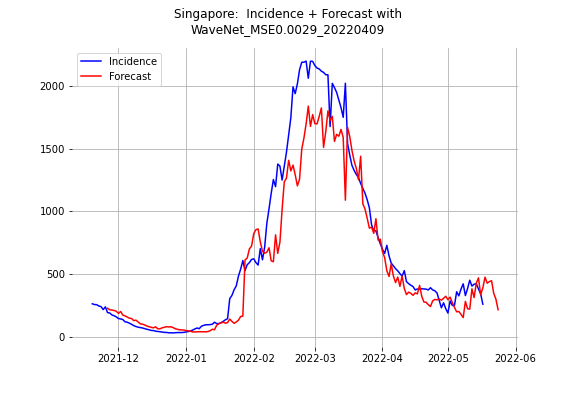 Singapore:  Incidence + Forecast with
WaveNet_MSE0.0029_20220409
Incidence
Forecast
2000
1500
1000
500
0
2021-12 2022-01 2022-02 2022-03 2022-04 2022-05 2022-06